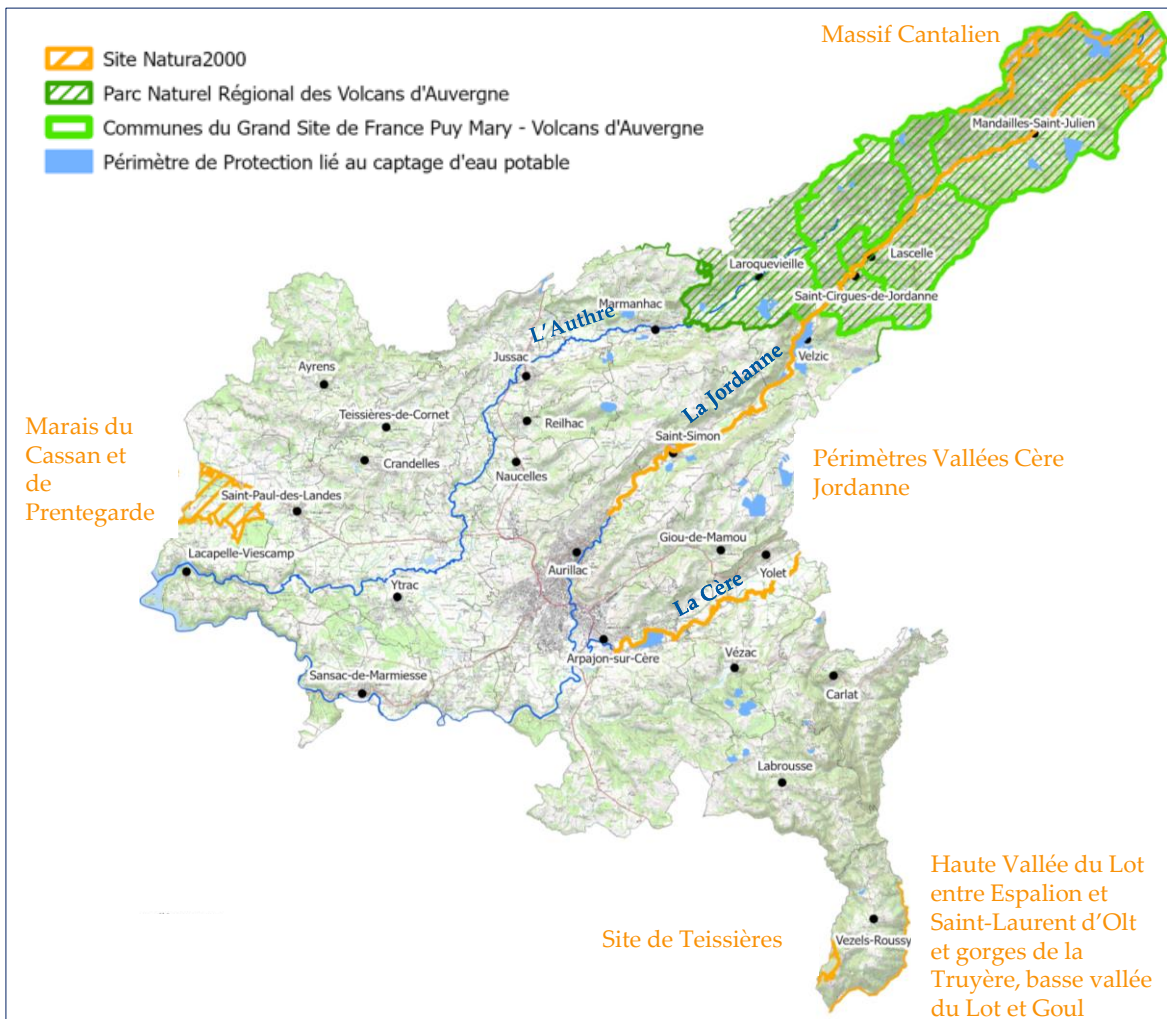 Massif Cantalien
Site Natura2000
Parc Naturel Régional des Volcans d'Auvergne
Communes du Grand Site de France Puy Mary - Volcans d'Auvergne
Périmètre de Protection lié au captage d'eau potable
Mandailles-Saint-Julien
Lascelle
Laroquevieille
Saint-Cirgues-de-Jordanne
Marmanhac
L'Authre
Velzic
Jussac
Ayrens
La Jordanne
Teissières-de-Cornet
Reilhac
Saint-Simon
Marais du
Cassan et
de
Prentegarde
Crandelles
Naucelles
Périmètres Vallées Cère
Jordanne
Saint-Paul-des-Landes
Giou-de-Mamou
Lacapelle-Viescamp
Aurillac
Yolet
Ytrac
La Cère
Arpajon-sur-Cère
Vézac
Sansac-de-Marmiesse
Carlat
Labrousse
Haute Vallée du Lot
entre Espalion et
Saint-Laurent d'Olt
et gorges de la
Truyère, basse vallée
du Lot et Goul
Site de Teissières
Vezels-Roussy